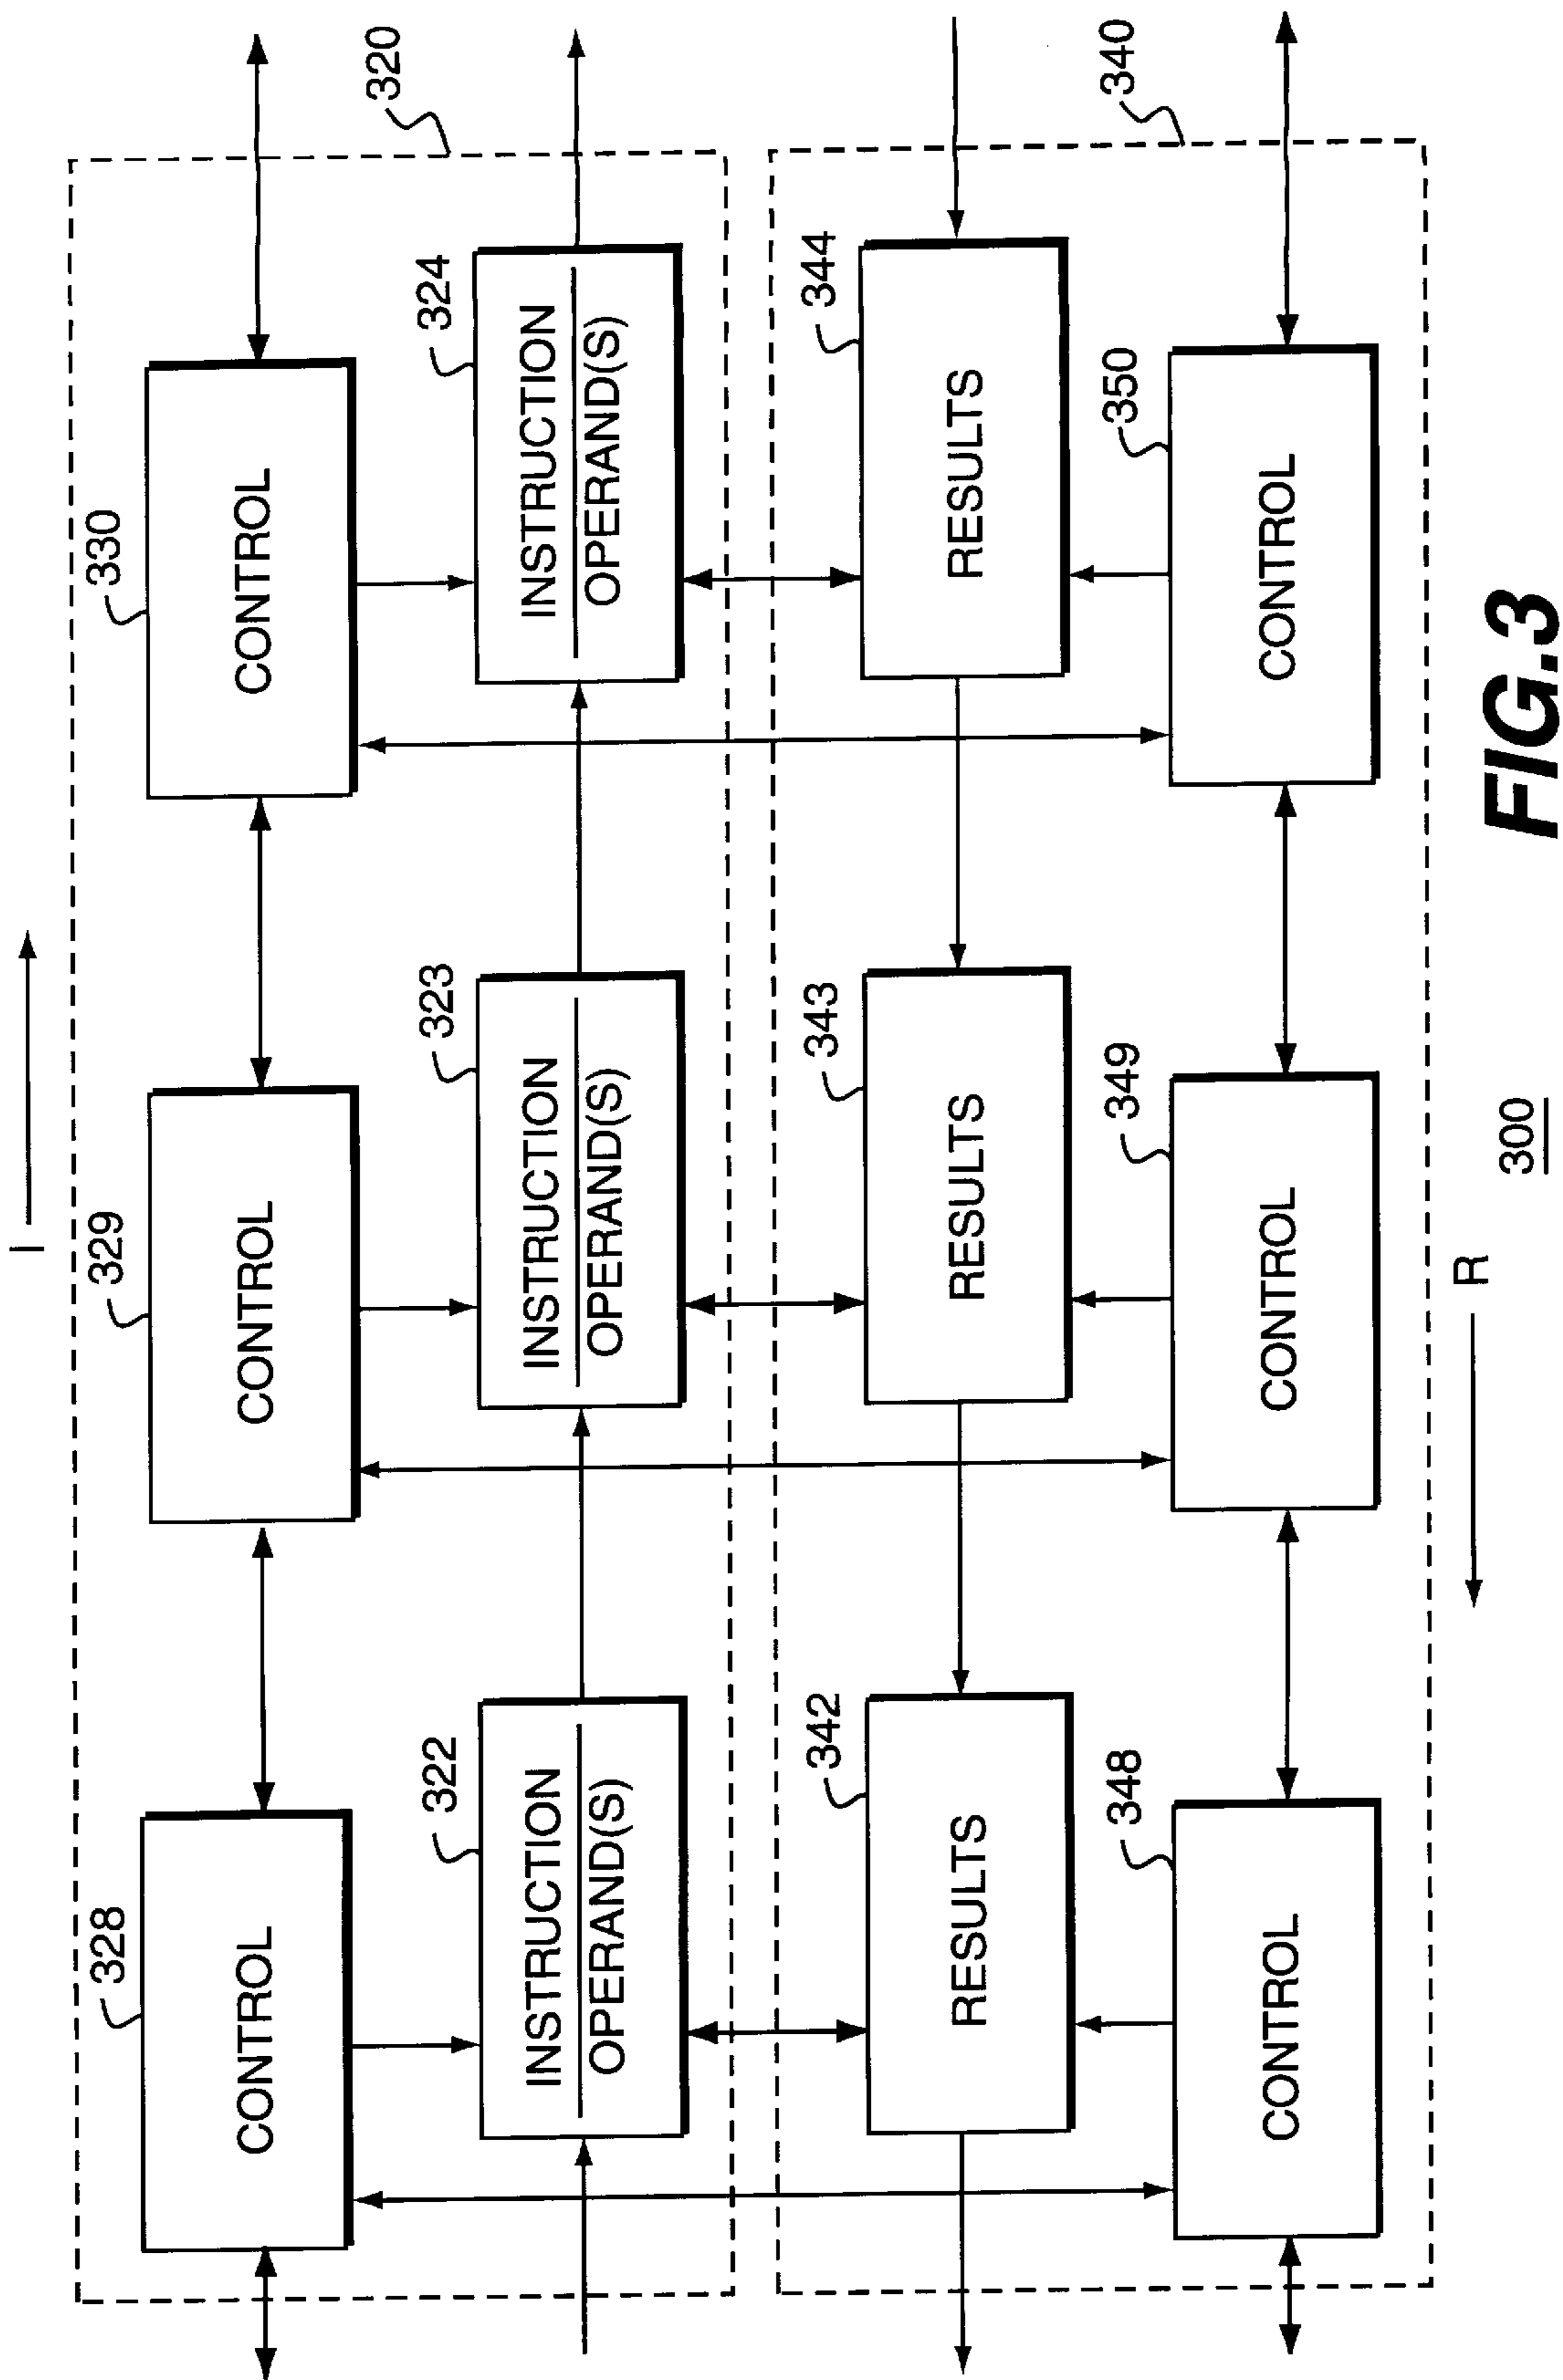 I
320
328
CONTROL
329
CONTROL
330
CONTROL
322
INSTRUCTION
OPERAND(S)
323
INSTRUCTION
OPERAND(S)
324
INSTRUCTION
OPERAND(S)
340
342
RESULTS
343
RESULTS
344
RESULTS
348
CONTROL
349
CONTROL
350
CONTROL
R
300
FIG.3